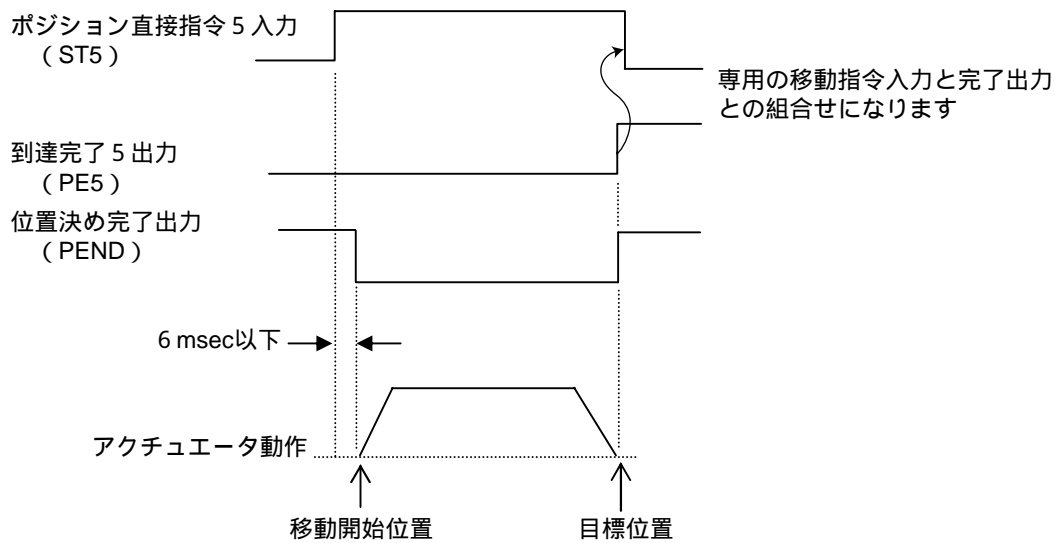 ポジション直接指令5入力
(ST5)
専用の移動指令入力と完了出力
との組合せになります
到達完了5出力
(PE5)
位置決め完了出力
(PEND)
6 msec以下
アクチュエータ動作
移動開始位置
目標位置